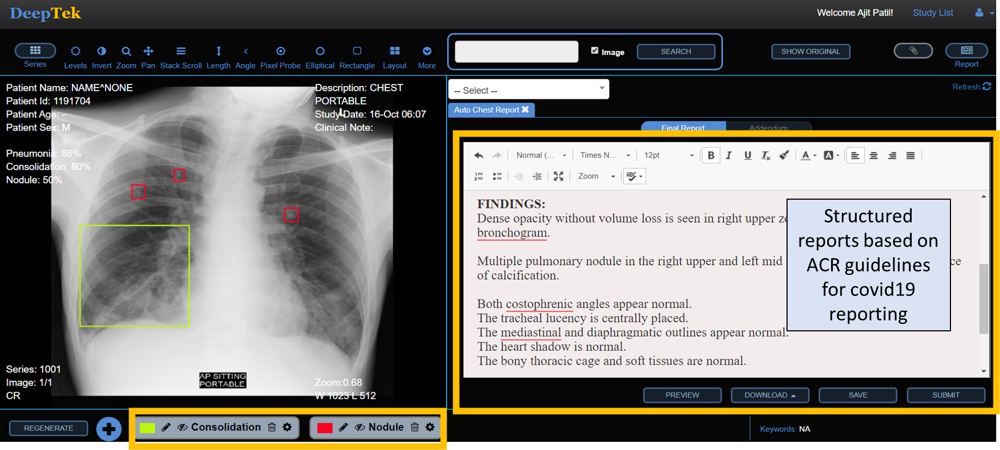 DeepTek
Welcome Ajit Patil!
Study List
Series
Levels
Invert
Zoom
Pan
Stack Scroll
Length
Angle
Pixel Probe
Elliptical
Rectangle
Layout
More
Image
SEARCH
SHOW ORIGINAL
Report
Patient Name: NAME^NONE
Patient Id: 1191704
Patient Age: -
Patient Sex: M
Pneumonia: 86%
Consolidation: 80%
Nodule: 50%
Description: CHEST
PORTABLE
L
Study Date: 16-Oct 06:07
Clinical Note:
AP SITTING
PORTABLE
Series: 1001
Image: 1/1
CR
Zoom:0.68
W 1023 L 512
-- Select --
Refresh
Auto Chest Report
Final Report
Addendum
Normal (...
Times N...
12pt
B I U Tx A A
Zoom
ABC
FINDINGS:
Dense opacity without volume loss is seen in right upper
bronchogram.
Multiple pulmonary nodule in the right upper and left mid
of calcification.
Both costophrenic angles appear normal.
The tracheal lucency is centrally placed.
The mediastinal and diaphragmatic outlines appear normal.
The heart shadow is normal.
The bony thoracic cage and soft tissues are normal.
Structured
reports based on
ACR guidelines
for covid19
reporting
PREVIEW
DOWNLOAD
SAVE
SUBMIT
REGENERATE
Consolidation
Nodule
Keywords: NA